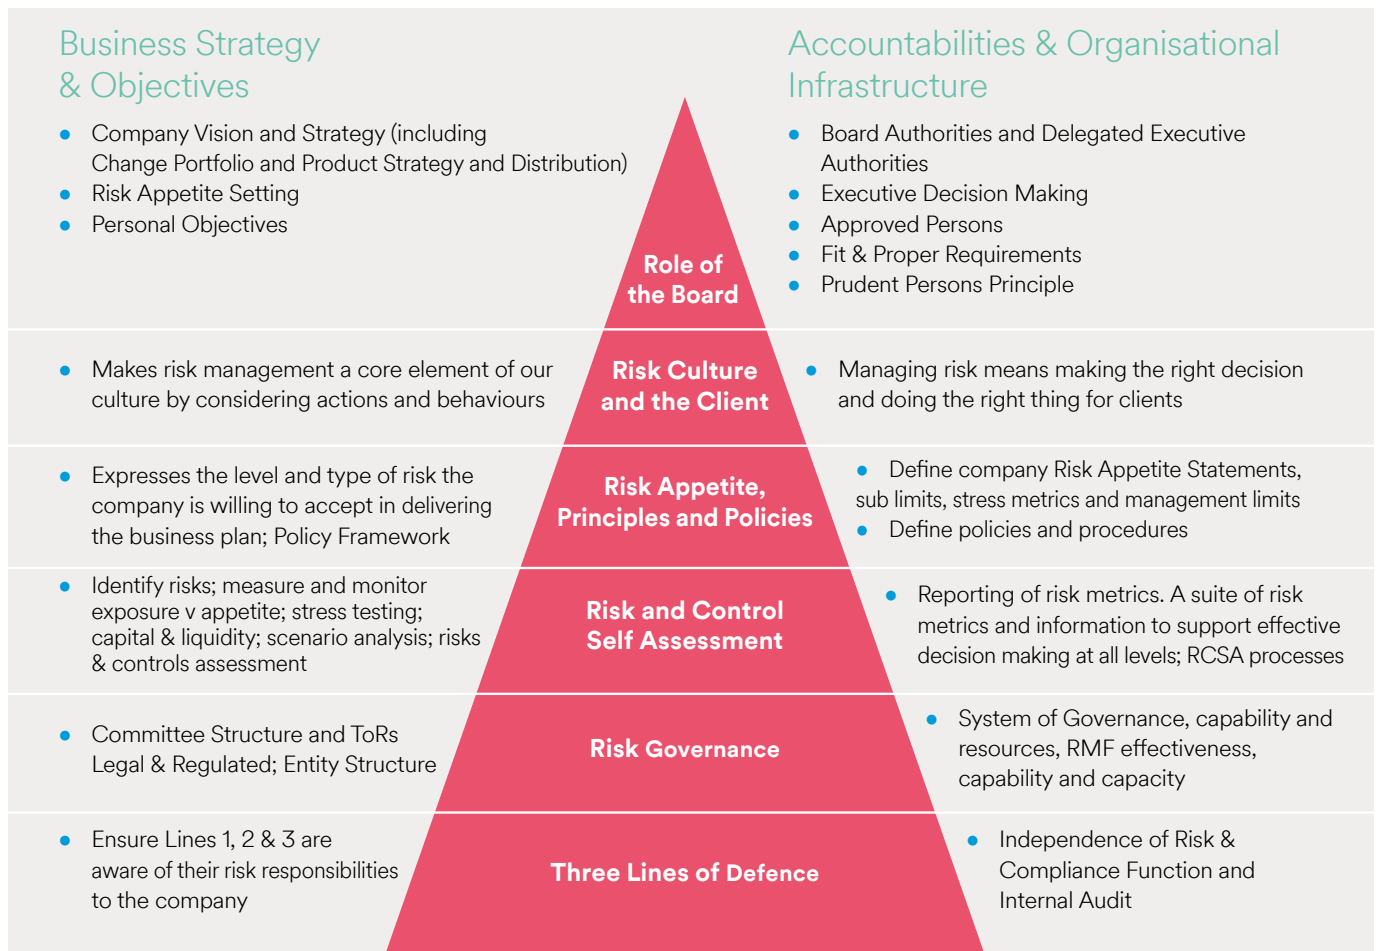 Business Strategy
& Objectives
● Company Vision and Strategy (including
Change Portfolio and Product Strategy and Distribution)
● Risk Appetite Setting
● Personal Objectives
Role of
the Board
Accountabilities & Organisational
Infrastructure
● Board Authorities and Delegated Executive
Authorities
● Executive Decision Making
● Approved Persons
● Fit & Proper Requirements
● Prudent Persons Principle
● Makes risk management a core element of our
culture by considering actions and behaviours
Risk Culture
and the Client
● Managing risk means making the right decision
and doing the right thing for clients
● Expresses the level and type of risk the
company is willing to accept in delivering
the business plan; Policy Framework
Risk Appetite,
Principles and Policies
● Define company Risk Appetite Statements,
sub limits, stress metrics and management limits
● Define policies and procedures
● Identify risks; measure and monitor
exposure v appetite; stress testing;
capital & liquidity; scenario analysis; risks
& controls assessment
Risk and Control
Self Assessment
● Reporting of risk metrics. A suite of risk
metrics and information to support effective
decision making at all levels; RCSA processes
● Committee Structure and ToRs
Legal & Regulated; Entity Structure
Risk Governance
● System of Governance, capability and
resources, RMF effectiveness,
capability and capacity
● Ensure Lines 1, 2 & 3 are
aware of their risk responsibilities
to the company
Three Lines of Defence
● Independence of Risk &
Compliance Function and
Internal Audit